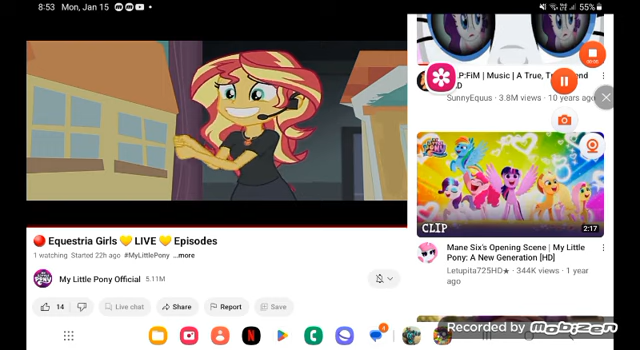 8:53 Mon, Jan 15
55%
.P:FiM | Music | A True, Tr
SunnyEquus · 3.8M views · 10 years ago
CLIP
2:17
Mane Six's Opening Scene | My Little
Pony: A New Generation [HD]
Letupita725HD★ · 344K views · 1 year
ago
🔴 Equestria Girls 💛 LIVE 💛 Episodes
1 watching Started 22h ago #MyLittlePony ...more
My Little Pony Official 5.11M
14
Live chat
Share
Report
Save
4
Recorded by Mobizen